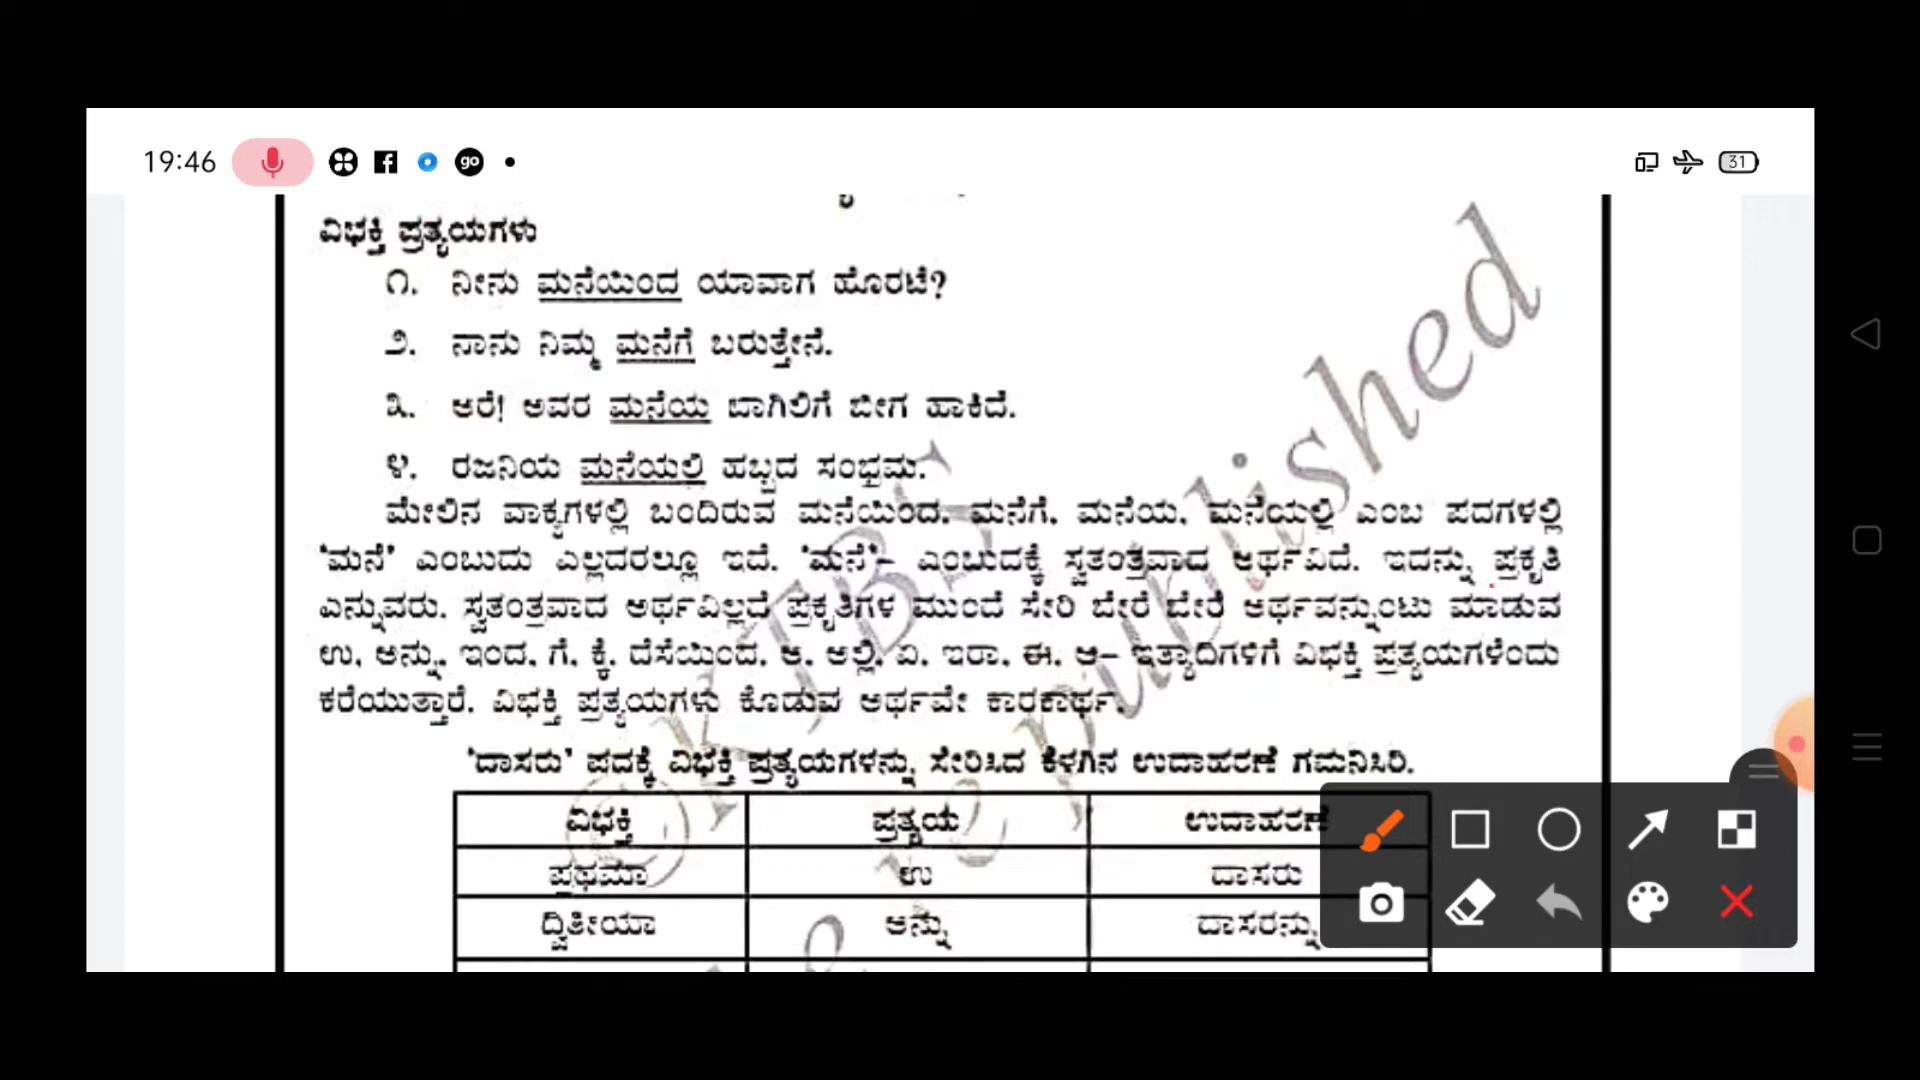 19:46
go
31
ವಿಭಕ್ತಿ ಪ್ರತ್ಯಯಗಳು
೧. ನೀನು ಮನೆಯಿಂದ ಯಾವಾಗ ಹೊರಟೆ?
೨. ನಾನು ನಿಮ್ಮ ಮನೆಗೆ ಬರುತ್ತೇನೆ.
೩. ಅರೆ! ಅವರ ಮನೆಯ ಬಾಗಿಲಿಗೆ ಬೀಗ ಹಾಕಿದೆ.
೪. ರಜನಿಯ ಮನೆಯಲ್ಲಿ ಹಬ್ಬದ ಸಂಭ್ರಮ.
ಮೇಲಿನ ವಾಕ್ಯಗಳಲ್ಲಿ ಬಂದಿರುವ ಮನೆಯಿಂದ, ಮನೆಗೆ, ಮನೆಯ, ಮನೆಯಲ್ಲಿ ಎಂಬ ಪದಗಳಲ್ಲಿ
'ಮನೆ' ಎಂಬುದು ಎಲ್ಲದರಲ್ಲೂ ಇದೆ. 'ಮನೆ'– ಎಂಬುದಕ್ಕೆ ಸ್ವತಂತ್ರವಾದ ಅರ್ಥವಿದೆ. ಇದನ್ನು ಪ್ರಕೃತಿ
ಎನ್ನುವರು. ಸ್ವತಂತ್ರವಾದ ಅರ್ಥವಿಲ್ಲದೆ ಪ್ರಕೃತಿಗಳ ಮುಂದೆ ಸೇರಿ ಬೇರೆ ಬೇರೆ ಅರ್ಥವನ್ನುಂಟು ಮಾಡುವ
ಉ, ಅನ್ನು, ಇಂದ, ಗೆ, ಕ್ಕೆ, ದೆಸೆಯಿಂದ, ಅ, ಅಲ್ಲಿ, ಏ, ಇರಾ, ಈ, ಆ– ಇತ್ಯಾದಿಗಳಿಗೆ ವಿಭಕ್ತಿ ಪ್ರತ್ಯಯಗಳೆಂದು
ಕರೆಯುತ್ತಾರೆ. ವಿಭಕ್ತಿ ಪ್ರತ್ಯಯಗಳು ಕೊಡುವ ಅರ್ಥವೇ ಕಾರಕಾರ್ಥ.
'ದಾಸರು' ಪದಕ್ಕೆ ವಿಭಕ್ತಿ ಪ್ರತ್ಯಯಗಳನ್ನು ಸೇರಿಸಿದ ಕೆಳಗಿನ ಉದಾಹರಣೆ ಗಮನಿಸಿರಿ.
ವಿಭಕ್ತಿ ಪ್ರತ್ಯಯ ಉದಾಹರಣೆ
ಪ್ರಥಮಾ ಉ ದಾಸರು
ದ್ವಿತೀಯಾ ಅನ್ನು ದಾಸರನ್ನು
©KTBS
published